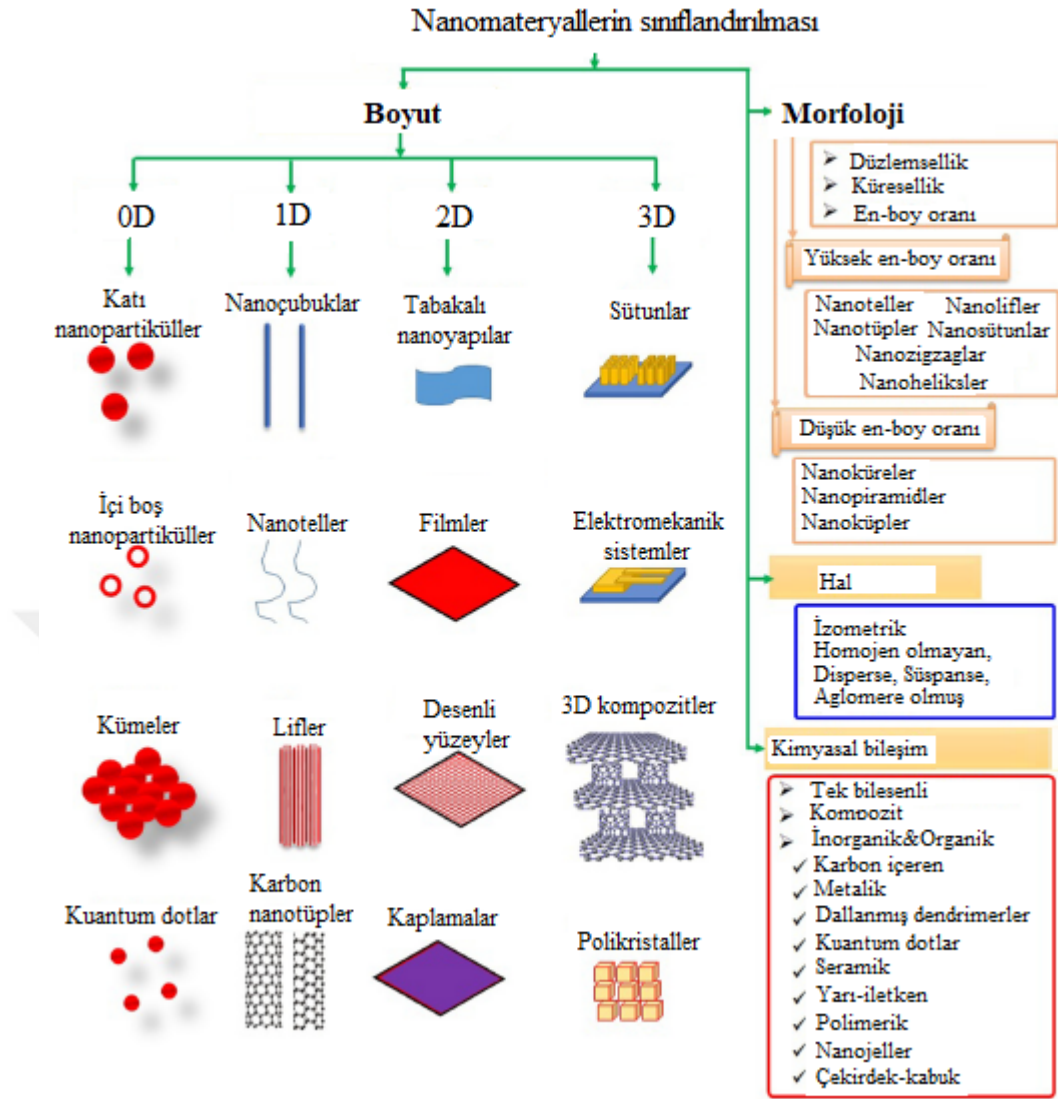 Nanomateryallerin sınıflandırılması
Boyut
0D
1D
2D
3D
Katı
nanopartiküller
Nanoçubuklar
Tabakalı
nanoyapılar
Sütunlar
İçi boş
nanopartiküller
Nanoteller
Filmler
Elektromekanik
sistemler
Kümeler
Lifler
Desenli
yüzeyler
3D kompozitler
Kuantum dotlar
Karbon
nanotüpler
Kaplamalar
Polikristaller
Morfoloji
➢ Düzlemsellik
➢ Küresellik
➢ En-boy oranı
Yüksek en-boy oranı
Nanoteller Nanolifler
Nanotüpler Nanosütunlar
Nanozigzaglar
Nanoheliksler
Düşük en-boy oranı
Nanoküreler
Nanopiramidler
Nanoküpler
Hal
İzometrik
Homojen olmayan,
Disperse, Süspanse,
Aglomere olmuş
Kimyasal bileşim
➢ Tek bilesenli
➢ Kompozit
➢ İnorganik&Organik
✓ Karbon içeren
✓ Metalik
✓ Dallanmış dendrimerler
✓ Kuantum dotlar
✓ Seramik
✓ Yarı-iletken
✓ Polimerik
✓ Nanojeller
✓ Çekirdek-kabuk